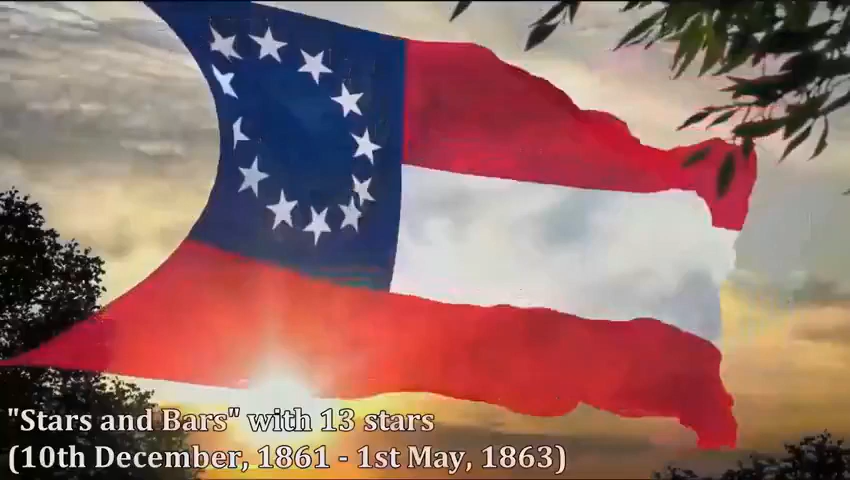 "Stars and Bars" with 13 stars
(10th December, 1861 - 1st May, 1863)